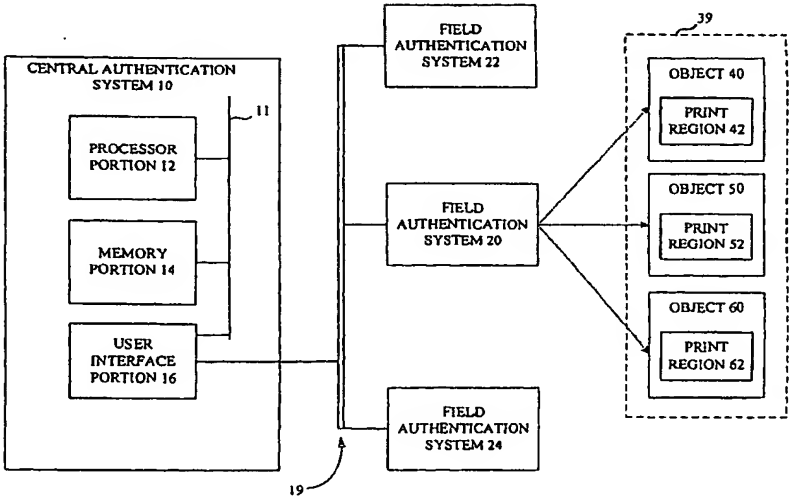 CENTRAL AUTHENTICATION
SYSTEM 10
11
PROCESSOR
PORTION 12
MEMORY
PORTION 14
USER
INTERFACE
PORTION 16
19
FIELD
AUTHENTICATION
SYSTEM 22
FIELD
AUTHENTICATION
SYSTEM 20
FIELD
AUTHENTICATION
SYSTEM 24
39
OBJECT 40
PRINT
REGION 42
OBJECT 50
PRINT
REGION 52
OBJECT 60
PRINT
REGION 62